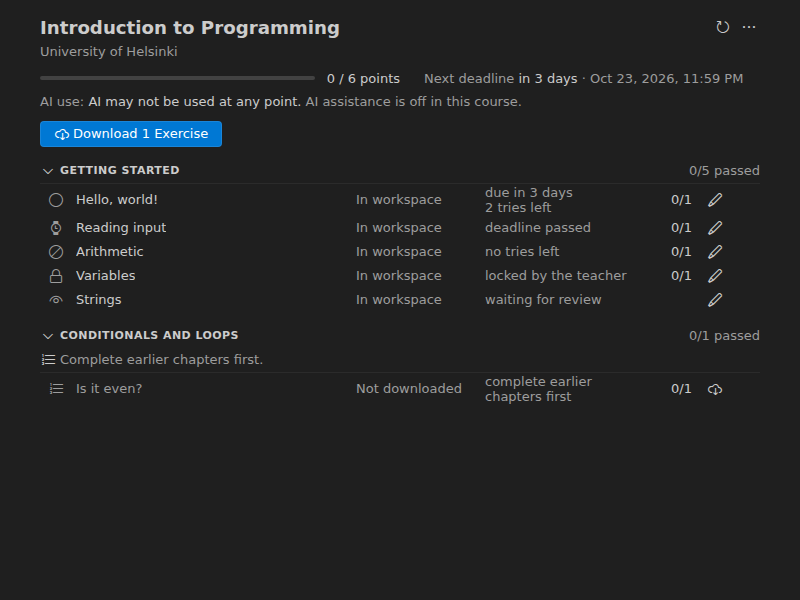 Introduction to Programming
University of Helsinki
0 / 6 points Next deadline in 3 days · Oct 23, 2026, 11:59 PM
AI use: AI may not be used at any point. AI assistance is off in this course.
Download 1 Exercise
GETTING STARTED 0/5 passed
Hello, world! In workspace due in 3 days 0/1
2 tries left
Reading input In workspace deadline passed 0/1
Arithmetic In workspace no tries left 0/1
Variables In workspace locked by the teacher 0/1
Strings In workspace waiting for review
CONDITIONALS AND LOOPS 0/1 passed
Complete earlier chapters first.
Is it even? Not downloaded complete earlier 0/1
chapters first